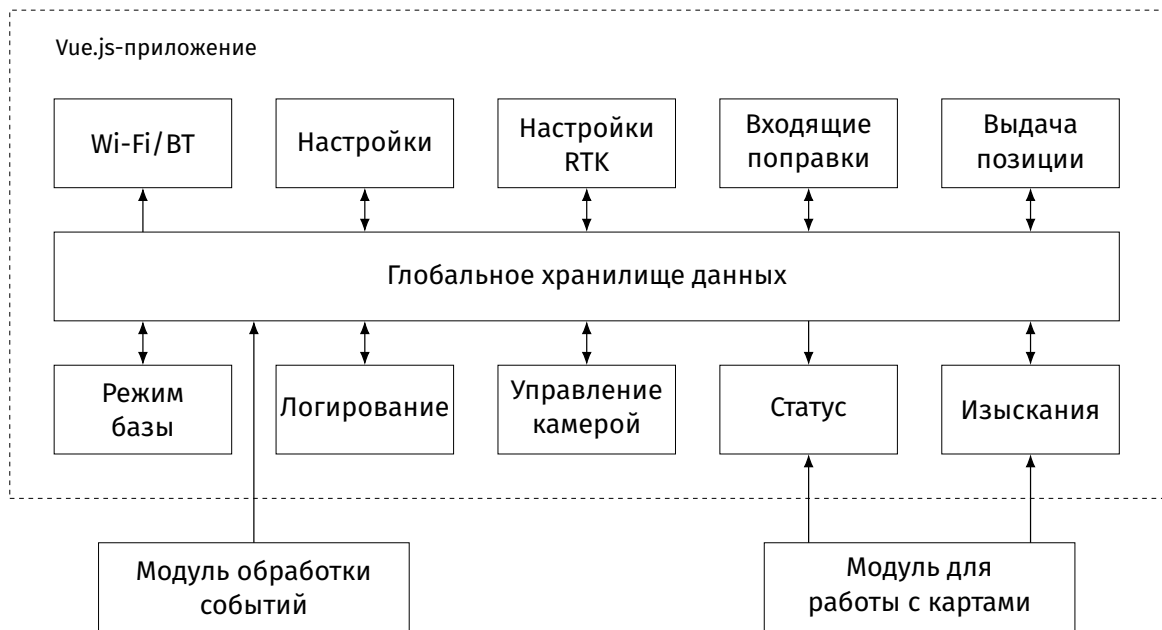 Vue.js-приложение
Wi-Fi/BT
Настройки
Настройки
RTK
Входящие
поправки
Выдача
позиции
Глобальное хранилище данных
Режим
базы
Логирование
Управление
камерой
Статус
Изыскания
Модуль обработки
событий
Модуль для
работы с картами